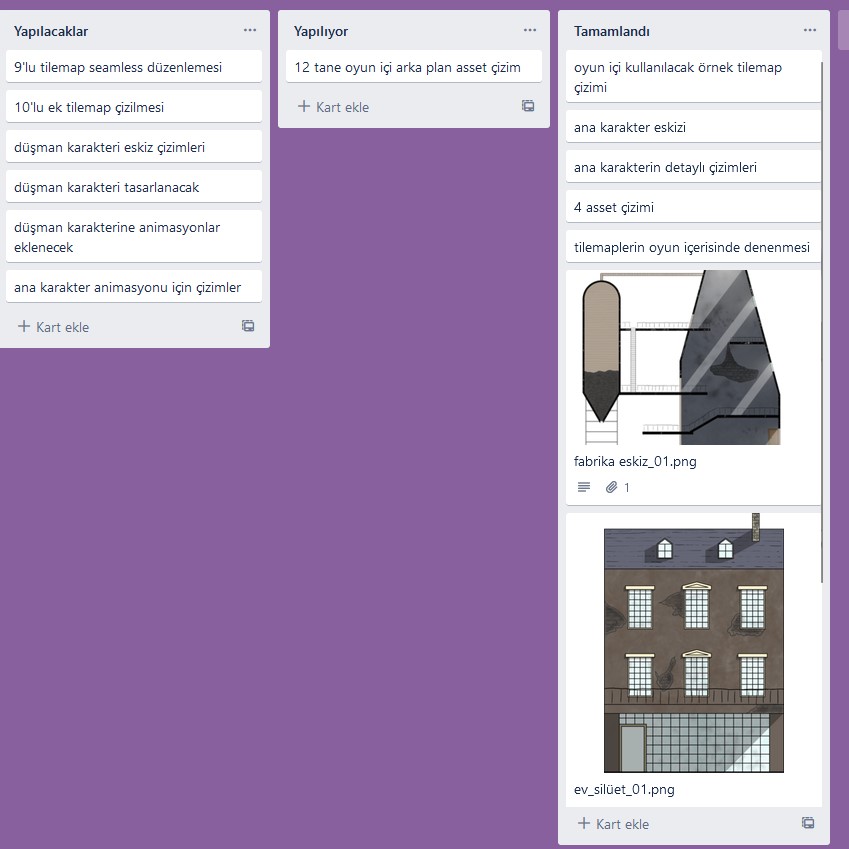 Yapılacaklar
9'lu tilemap seamless düzenlemesi
10'lu ek tilemap çizilmesi
düşman karakteri eskiz çizimleri
düşman karakteri tasarlanacak
düşman karakterine animasyonlar
eklenecek
ana karakter animasyonu için çizimler
Kart ekle
Yapılıyor
12 tane oyun içi arka plan asset çizim
Kart ekle
Tamamlandı
oyun içi kullanılacak örnek tilemap
çizimi
ana karakter eskizi
ana karakterin detaylı çizimleri
4 asset çizimi
tilemaplerin oyun içerisinde denenmesi
fabrika eskiz_01.png
1
ev_silüet_01.png
Kart ekle